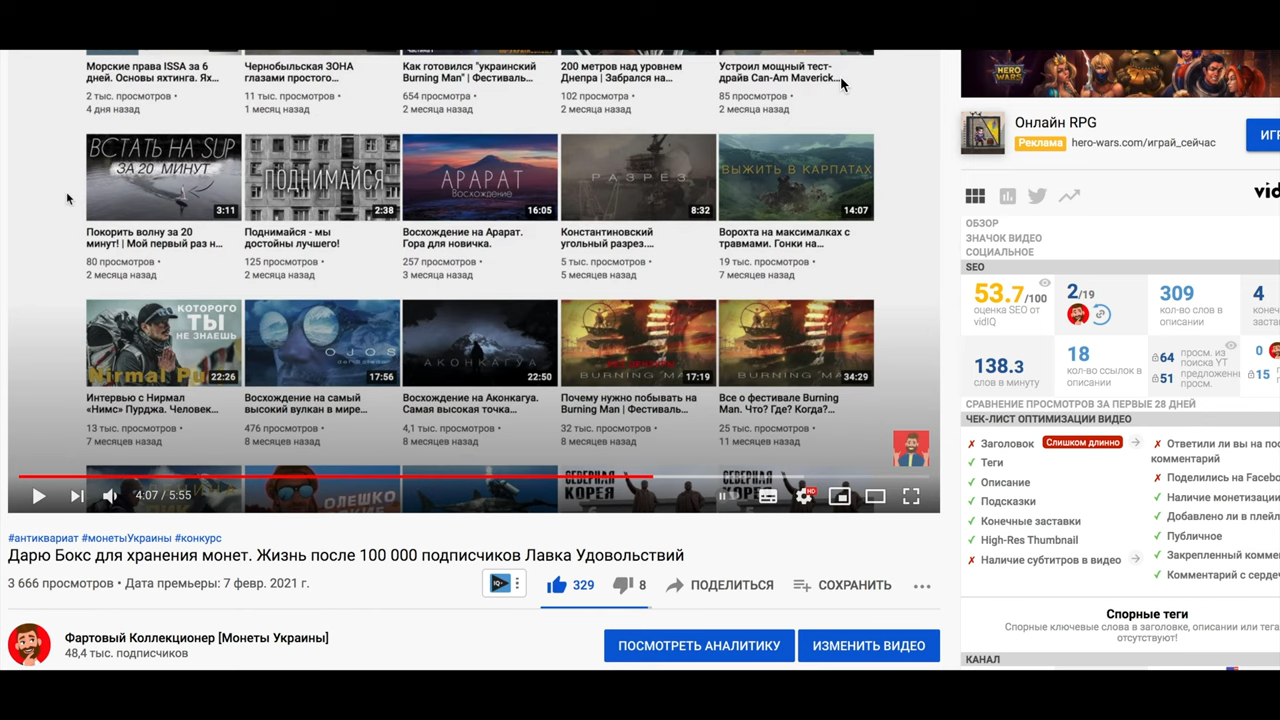 Морские права ISSA за 6
дней. Основы яхтинга. Ях...
2 тыс. просмотров •
4 дня назад
Чернобыльская ЗОНА
глазами простого...
11 тыс. просмотров •
1 месяц назад
Как готовился "украинский
Burning Man" | Фестиваль...
654 просмотра •
2 месяца назад
200 метров над уровнем
Днепра | Забрался на...
102 просмотра •
2 месяца назад
Устроил мощный тест-
драйв Can-Am Maverick...
85 просмотров •
2 месяца назад
ВСТАТЬ НА SUP
ЗА 20 МИНУТ
3:11
ПОДНИМАЙСЯ
2:38
АРАРАТ
Восхождение
16:05
РАЗРЕЗ
8:32
ВЫЖИТЬ В КАРПАТАХ
14:07
Покорить волну за 20
минут! | Мой первый раз н...
80 просмотров •
2 месяца назад
Поднимайся - мы
достойны лучшего!
125 просмотров •
2 месяца назад
Восхождение на Арарат.
Гора для новичка.
257 просмотров •
3 месяца назад
Константиновский
угольный разрез....
5 тыс. просмотров •
5 месяцев назад
Ворохта на максималках с
травмами. Гонки на...
19 тыс. просмотров •
7 месяцев назад
КОТОРОГО
ТЫ
НЕ ЗНАЕШЬ
22:26
OJOS
17:56
АКОНКАГУА
22:50
17:19
34:29
Интервью с Нирмал
«Нимс» Пурджа. Человек...
13 тыс. просмотров •
7 месяцев назад
Восхождение на самый
высокий вулкан в мире...
476 просмотров •
8 месяцев назад
Восхождение на Аконкагуа.
Самая высокая точка...
4,1 тыс. просмотров •
8 месяцев назад
Почему нужно побывать на
Burning Man | Фестиваль...
32 тыс. просмотров •
8 месяцев назад
Все о фестивале Burning
Man. Что? Где? Когда?...
25 тыс. просмотров •
11 месяцев назад
ОЛЕШКО
СЕВЕРНАЯ
КОРЕЯ
СЕВЕРНАЯ
КОРЕЯ
4:07 / 5:55
HD
#антиквариат #монетыУкраины #конкурс
Дарю Бокс для хранения монет. Жизнь после 100 000 подписчиков Лавка Удовольствий
3 666 просмотров • Дата премьеры: 7 февр. 2021 г.
329
8
ПОДЕЛИТЬСЯ
СОХРАНИТЬ
Фартовый Коллекционер [Монеты Украины]
48,4 тыс. подписчиков
ПОСМОТРЕТЬ АНАЛИТИКУ
ИЗМЕНИТЬ ВИДЕО
HERO
WARS
Онлайн RPG
Реклама hero-wars.com/играй_сейчас
ОБЗОР
ЗНАЧОК ВИДЕО
СОЦИАЛЬНОЕ
SEO
53.7/100
оценка SEO от
vidIQ
2/19
309
кол-во слов в
описании
4
138.3
слов в минуту
18
кол-во ссылок в
описании
64
51
просм. из
поиска YT
просм.
0
15
СРАВНЕНИЕ ПРОСМОТРОВ ЗА ПЕРВЫЕ 28 ДНЕЙ
ЧЕК-ЛИСТ ОПТИМИЗАЦИИ ВИДЕО
✗ Заголовок Слишком длинно
✓ Теги
✓ Описание
✓ Подсказки
✓ Конечные заставки
✓ High-Res Thumbnail
✗ Наличие субтитров в видео
✗ Ответили ли вы на
комментарий
✗ Поделились на
✓ Наличие
✓ Добавлено ли в
✓ Публичное
✓ Закрепленный
✓ Комментарий с
Спорные теги
Спорные ключевые слова в заголовке, описании или
отсутствуют!
КАНАЛ